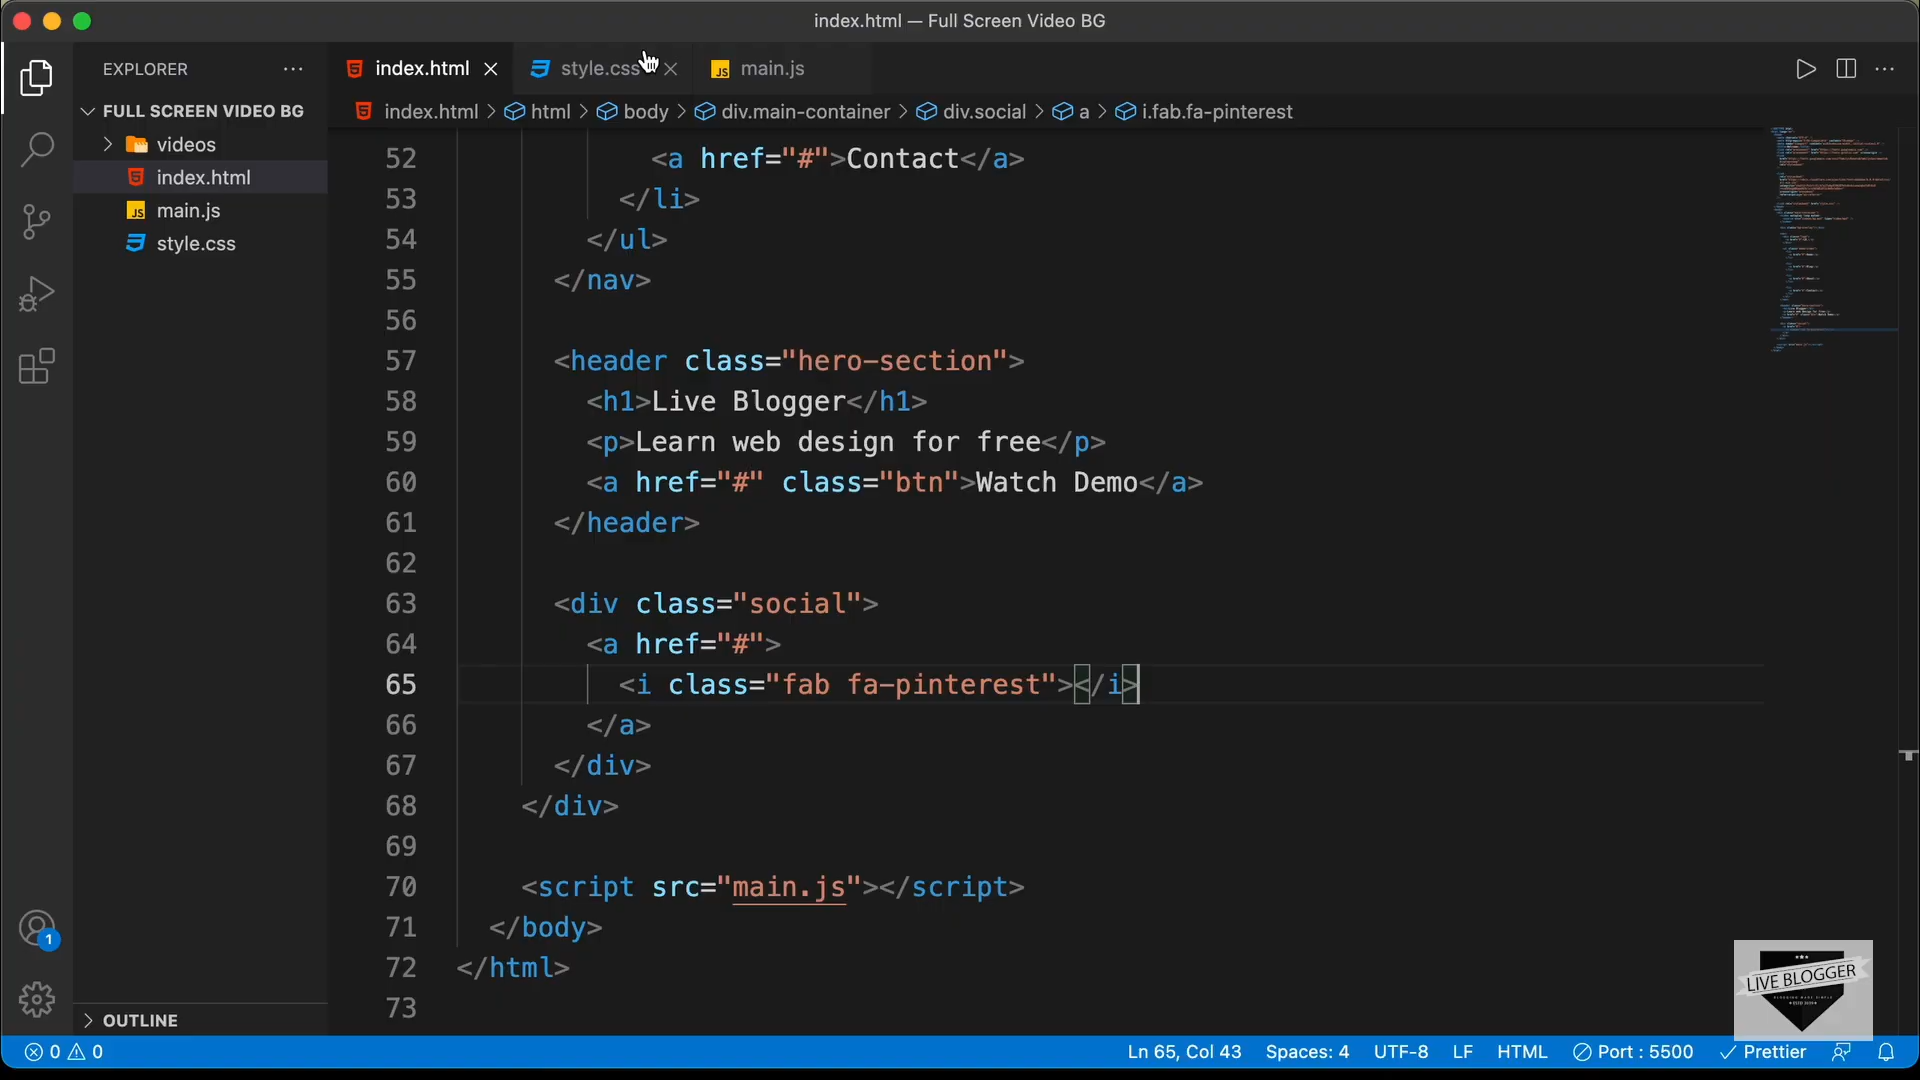 index.html — Full Screen Video BG
EXPLORER
index.html
style.css
main.js
FULL SCREEN VIDEO BG
index.html > html > body > div.main-container > div.social > a > i.fab.fa-pinterest
videos
index.html
main.js
style.css
52 <a href="#">Contact</a>
53 </li>
54 </ul>
55 </nav>
56
57 <header class="hero-section">
58 <h1>Live Blogger</h1>
59 <p>Learn web design for free</p>
60 <a href="#" class="btn">Watch Demo</a>
61 </header>
62
63 <div class="social">
64 <a href="#">
65 <i class="fab fa-pinterest"></i>
66 </a>
67 </div>
68 </div>
69
70 <script src="main.js"></script>
71 </body>
72 </html>
73
1
OUTLINE
LIVE BLOGGER
0 0 Ln 65, Col 43 Spaces: 4 UTF-8 LF HTML Port : 5500 Prettier